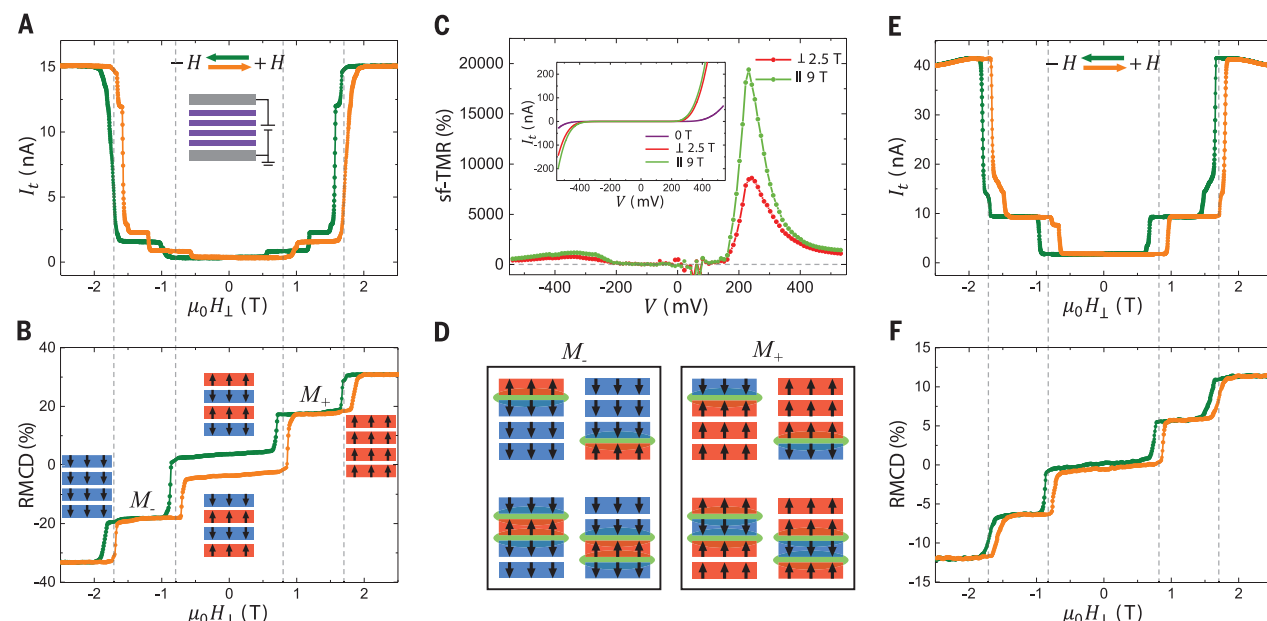 A
−H +H
15
10
5
0
I_t (nA)
-2 -1 0 1 2
μ₀H⊥ (T)
B
40
20
0
-20
-40
RMCD (%)
M_-
M_+
-2 -1 0 1 2
μ₀H⊥ (T)
C
⊥ 2.5 T
ǁ 9 T
20000
15000
10000
5000
0
sf-TMR (%)
200
100
0
-100
-200
I_t (nA)
0 T
⊥ 2.5 T
ǁ 9 T
-400 -200 0 200 400
V (mV)
-400 -200 0 200 400
V (mV)
D
M_- M_+
E
−H +H
40
30
20
10
0
I_t (nA)
-2 -1 0 1 2
μ₀H⊥ (T)
F
15
10
5
0
-5
-10
-15
RMCD (%)
-2 -1 0 1 2
μ₀H⊥ (T)